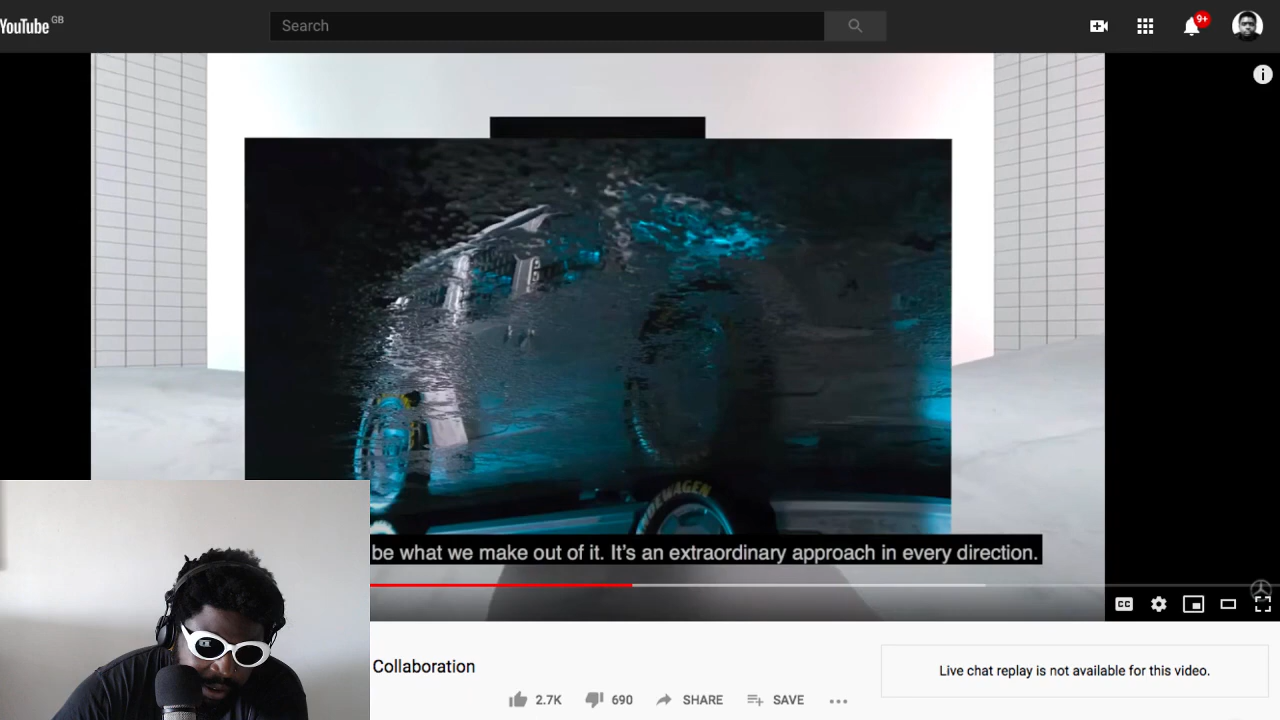 YouTube GB
Search
9+
be what we make out of it. It's an extraordinary approach in every direction.
CC
Collaboration
2.7K
690
SHARE
SAVE
Live chat replay is not available for this video.